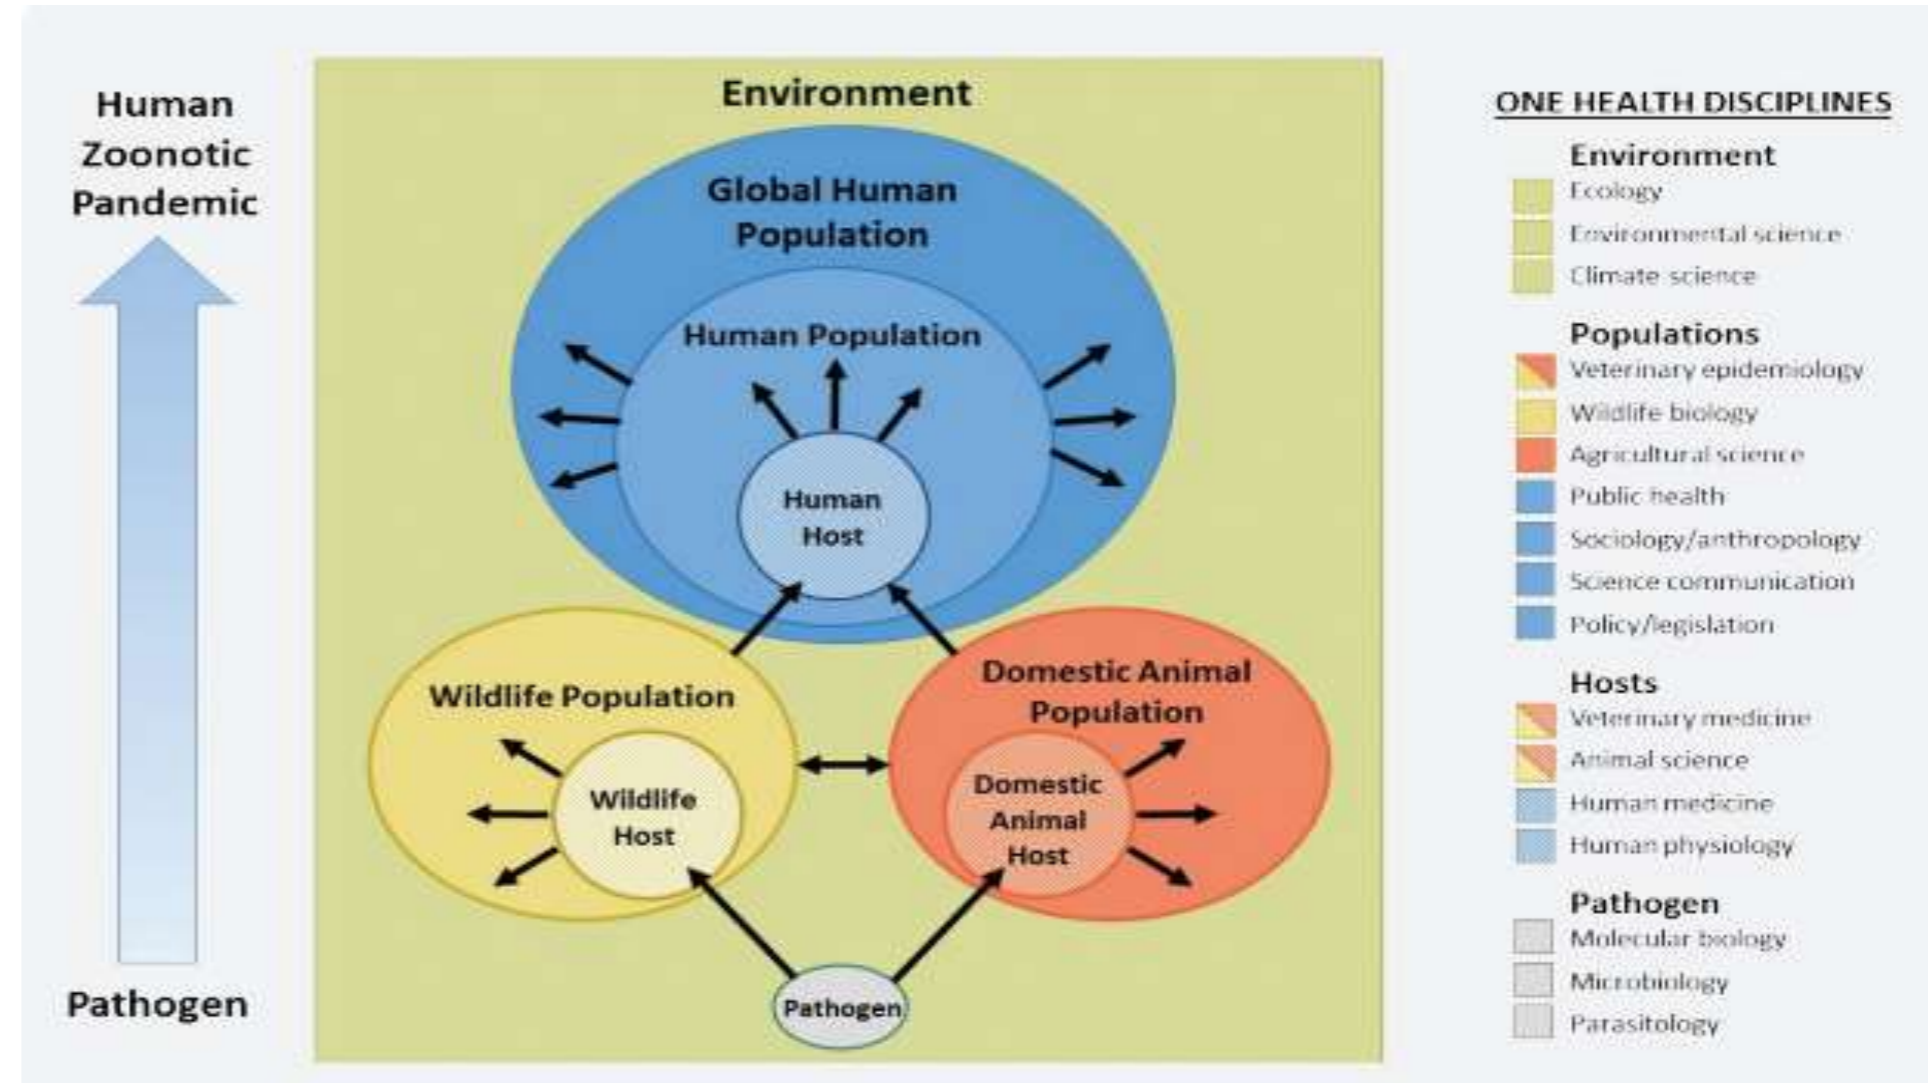 Human
Zoonotic
Pandemic
Pathogen
Environment
Global Human
Population
Human Population
Human
Host
Wildlife Population
Wildlife
Host
Domestic Animal
Population
Domestic
Animal
Host
Pathogen
ONE HEALTH DISCIPLINES
Environment
Ecology
Environmental science
Climate science
Populations
Veterinary epidemiology
Wildlife biology
Agricultural science
Public health
Sociology/anthropology
Science communication
Policy/legislation
Hosts
Veterinary medicine
Animal science
Human medicine
Human physiology
Pathogen
Molecular biology
Microbiology
Parasitology